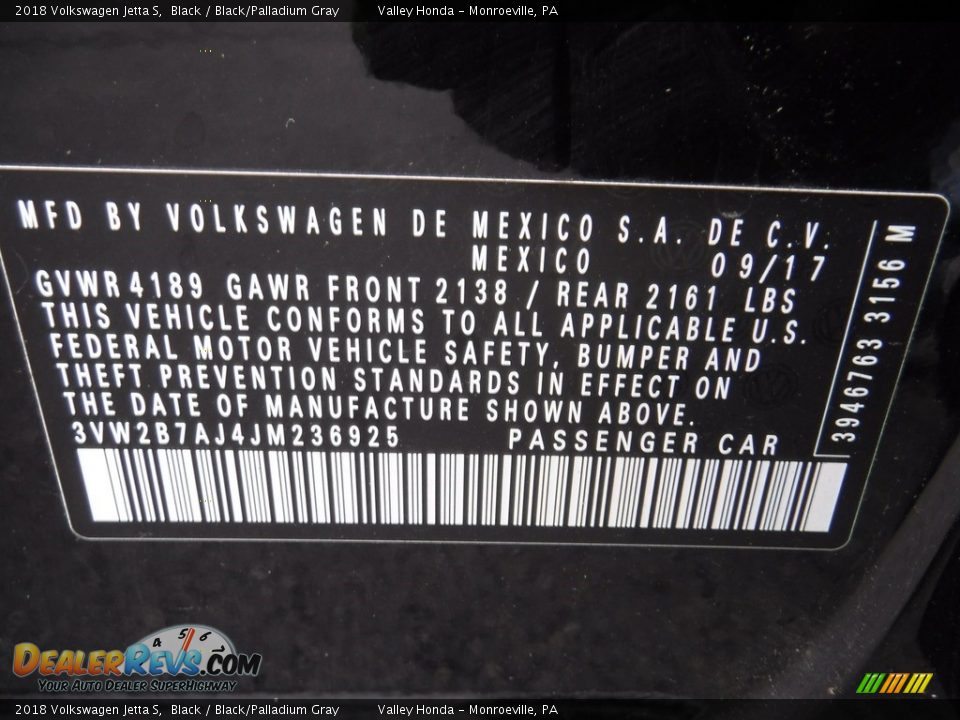 2018 Volkswagen Jetta S, Black / Black/Palladium Gray Valley Honda - Monroeville, PA
MFD BY VOLKSWAGEN DE MEXICO S.A. DE C.V.
MEXICO 09/17
GVWR 4189 GAWR FRONT 2138 / REAR 2161 LBS
THIS VEHICLE CONFORMS TO ALL APPLICABLE U.S.
FEDERAL MOTOR VEHICLE SAFETY, BUMPER AND
THEFT PREVENTION STANDARDS IN EFFECT ON
THE DATE OF MANUFACTURE SHOWN ABOVE.
3VW2B7AJ4JM236925 PASSENGER CAR
3946763 3156 M
4 5 6
DEALERREVS.COM
YOUR AUTO DEALER SUPERHIGHWAY
2018 Volkswagen Jetta S, Black / Black/Palladium Gray Valley Honda - Monroeville, PA